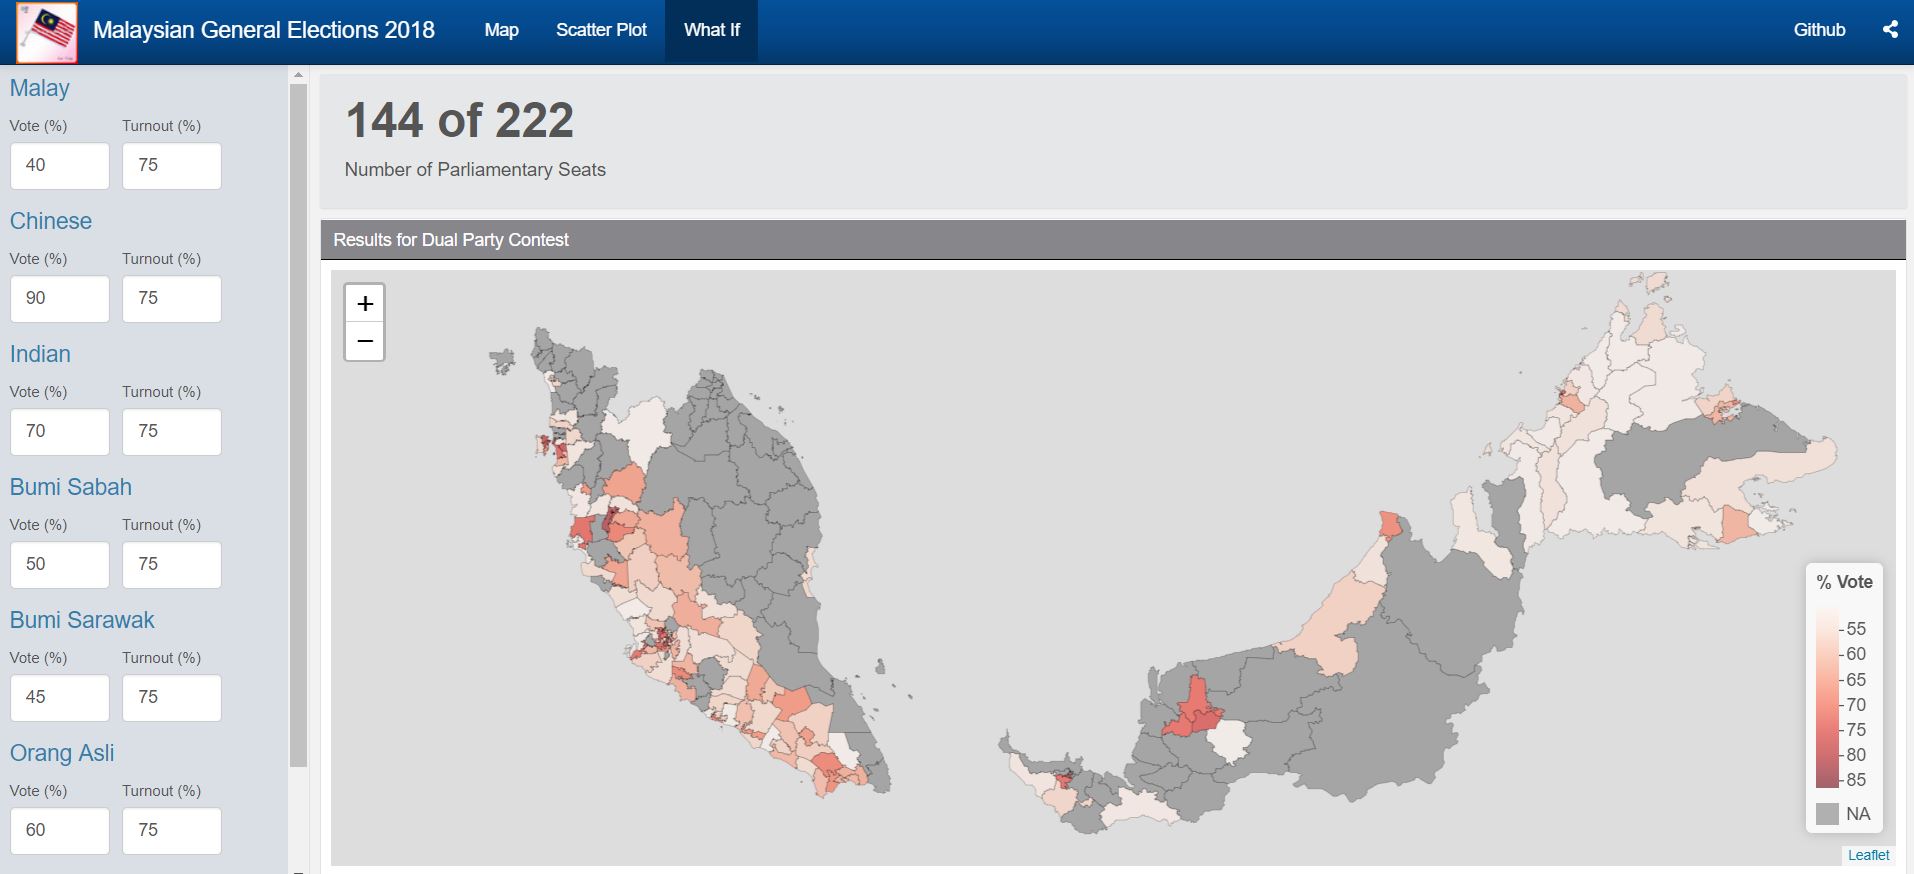 Malaysian General Elections 2018
Map
Scatter Plot
What If
Github
Malay
Vote (%) Turnout (%)
40 75
Chinese
Vote (%) Turnout (%)
90 75
Indian
Vote (%) Turnout (%)
70 75
Bumi Sabah
Vote (%) Turnout (%)
50 75
Bumi Sarawak
Vote (%) Turnout (%)
45 75
Orang Asli
Vote (%) Turnout (%)
60 75
144 of 222
Number of Parliamentary Seats
Results for Dual Party Contest
+
−
% Vote
55
60
65
70
75
80
85
NA
Leaflet